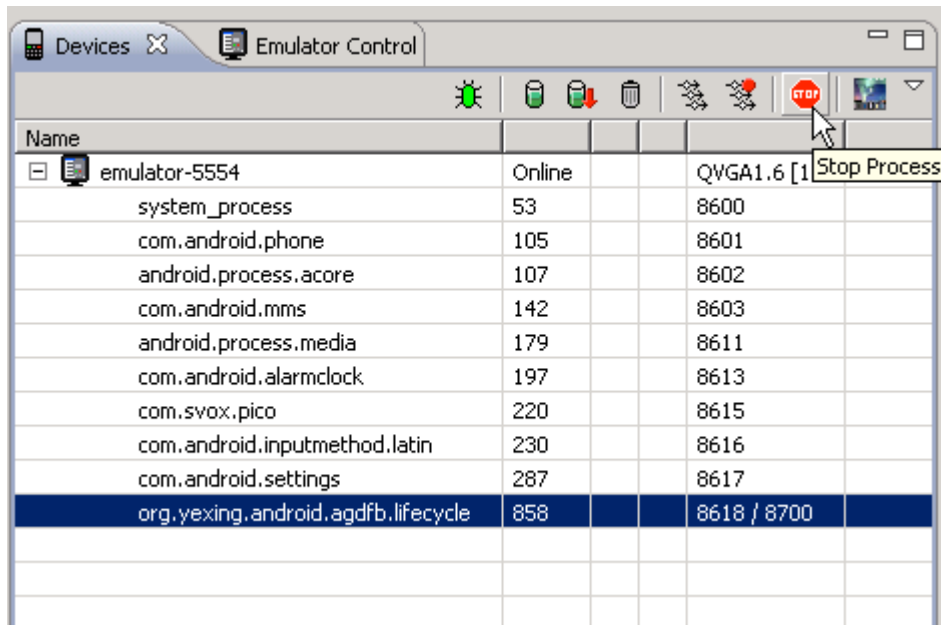 Devices Emulator Control
STOP
Name
emulator-5554 Online QVGA1.6 [1
Stop Process
system_process 53 8600
com.android.phone 105 8601
android.process.acore 107 8602
com.android.mms 142 8603
android.process.media 179 8611
com.android.alarmclock 197 8613
com.svox.pico 220 8615
com.android.inputmethod.latin 230 8616
com.android.settings 287 8617
org.yexing.android.agdfb.lifecycle 858 8618 / 8700